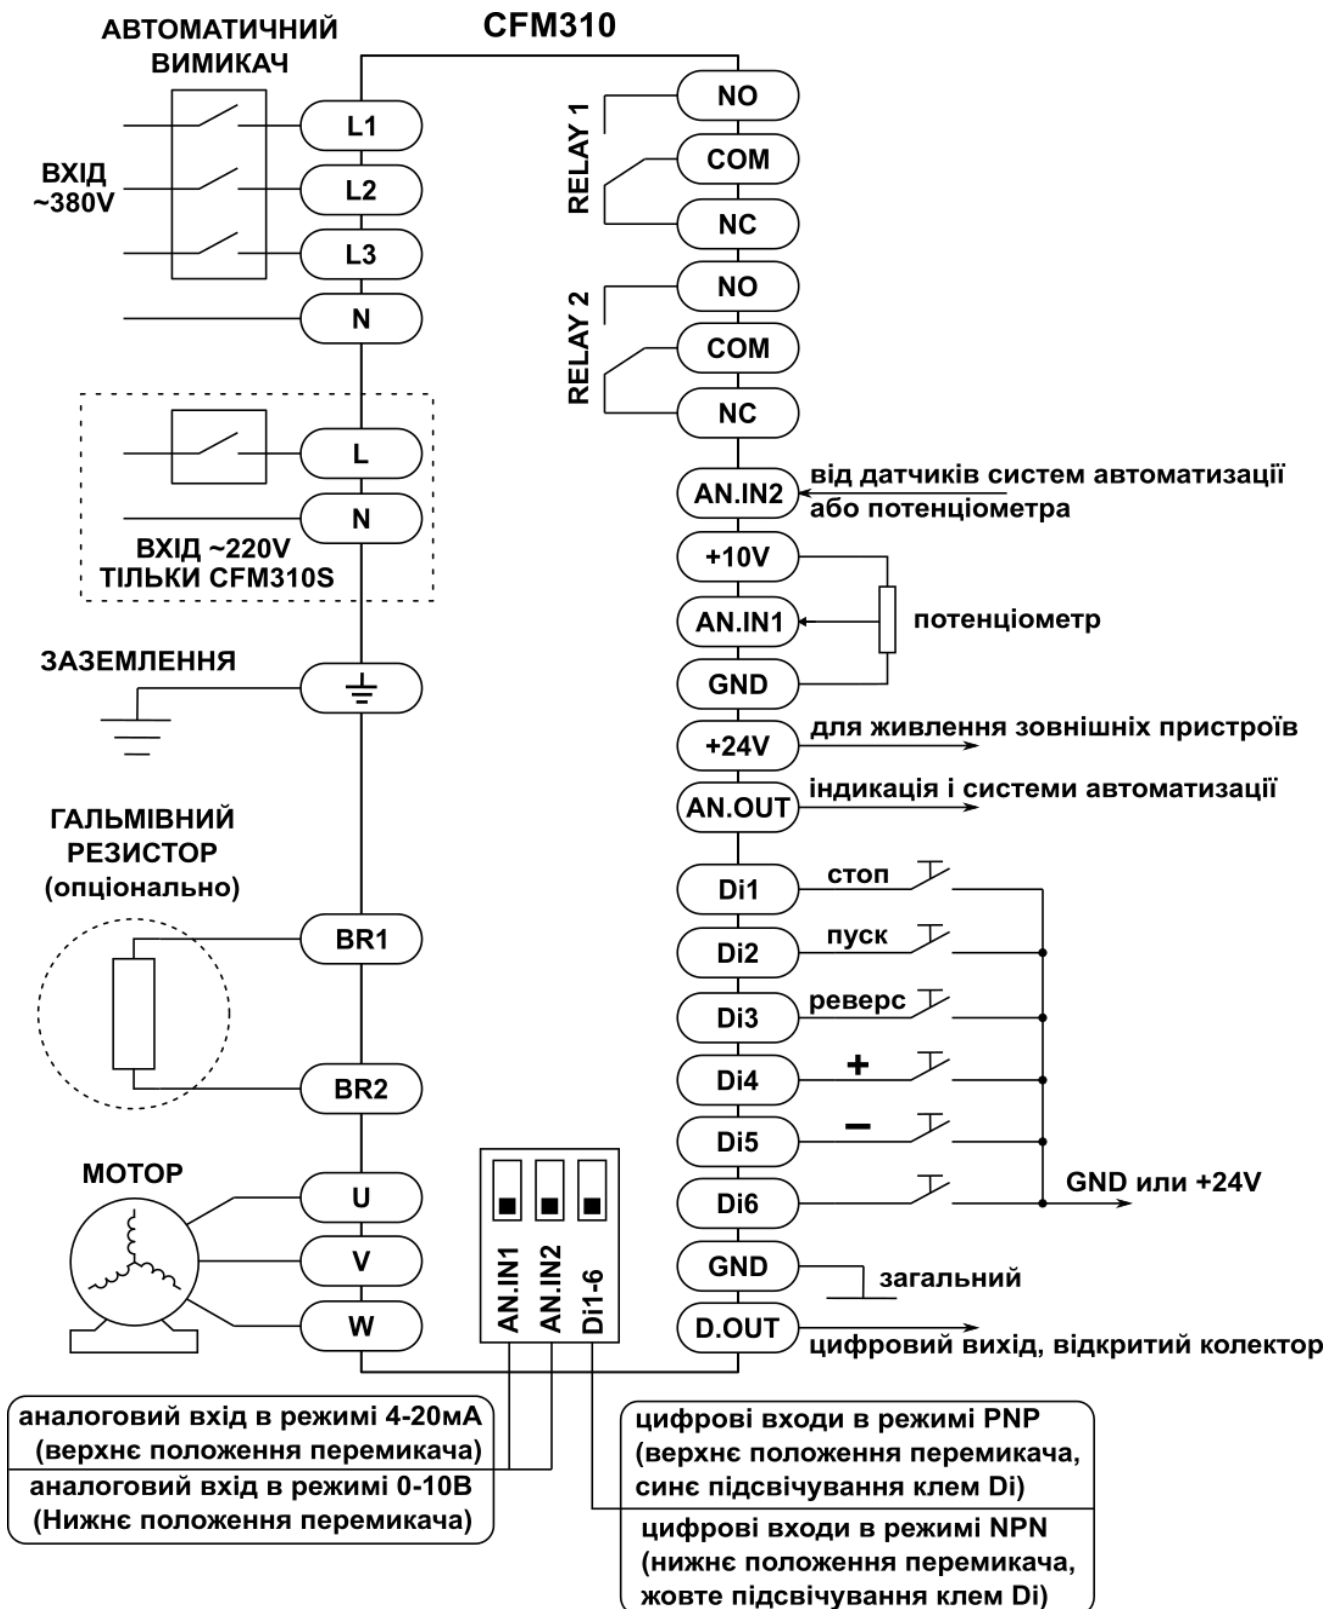 CFM310
АВТОМАТИЧНИЙ
ВИМИКАЧ
ВХІД
~380V
L1
L2
L3
N
L
N
ВХІД ~220V
ТІЛЬКИ CFM310S
ЗАЗЕМЛЕННЯ
ГАЛЬМІВНИЙ
РЕЗИСТОР
(опціонально)
BR1
BR2
МОТОР
U
V
W
RELAY 1
NO
COM
NC
RELAY 2
NO
COM
NC
AN.IN2
від датчиків систем автоматизації
або потенціометра
+10V
AN.IN1
потенціометр
GND
+24V
для живлення зовнішніх пристроїв
AN.OUT
індикація і системи автоматизації
Di1
стоп
Di2
пуск
Di3
реверс
Di4
+
Di5
−
Di6
GND или +24V
GND
загальний
D.OUT
цифровий вихід, відкритий колектор
AN.IN1
AN.IN2
Di1-6
аналоговий вхід в режимі 4-20мА
(верхнє положення перемикача)
аналоговий вхід в режимі 0-10В
(Нижнє положення перемикача)
цифрові входи в режимі PNP
(верхнє положення перемикача,
синє підсвічування клем Di)
цифрові входи в режимі NPN
(нижнє положення перемикача,
жовте підсвічування клем Di)